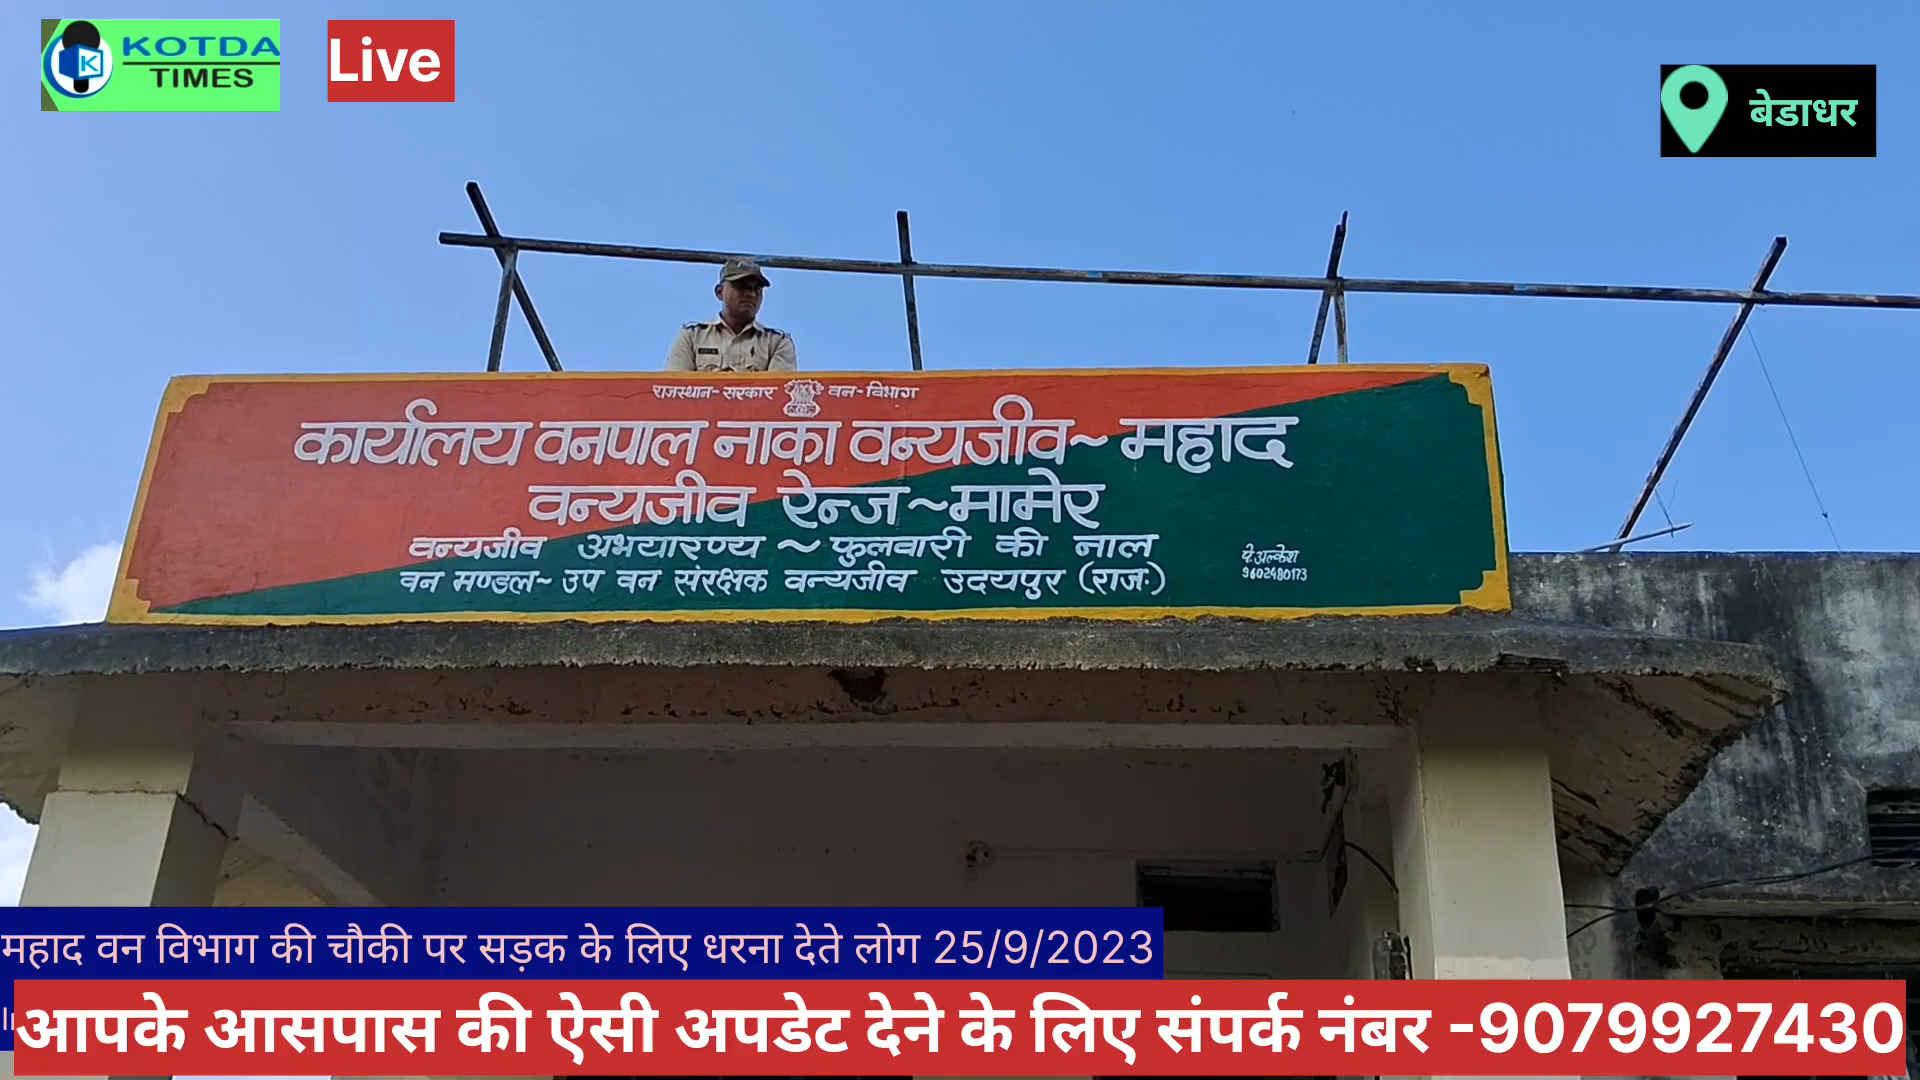 KOTDA
TIMES
Live
बेडाधर
राजस्थान-सरकार वन-विभाग
कार्यालय वनपाल नाका वन्यजीव~महाद
वन्यजीव रेन्ज~मामेर
वन्यजीव अभयारण्य ~ फुलवारी की नाल
वन मण्डल~ उप वन संरक्षक वन्यजीव उदयपुर (राज॰)
पे.अल्केश
9602480173
महाद वन विभाग की चौकी पर सड़क के लिए धरना देते लोग 25/9/2023
आपके आसपास की ऐसी अपडेट देने के लिए संपर्क नंबर -9079927430